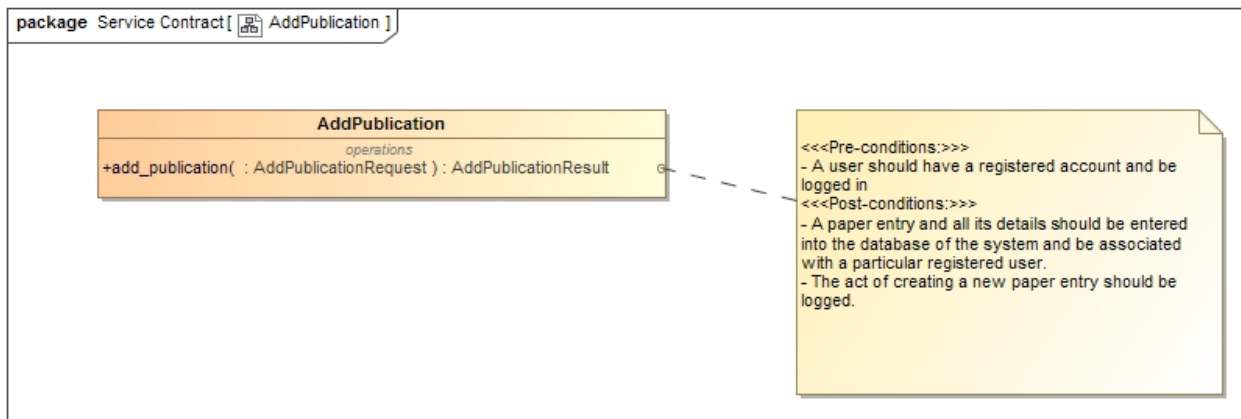 package Service Contract[ AddPublication ]
AddPublication
operations
+add_publication( : AddPublicationRequest ) : AddPublicationResult
<<<Pre-conditions:>>>
- A user should have a registered account and be
logged in
<<<Post-conditions:>>>
- A paper entry and all its details should be entered
into the database of the system and be associated
with a particular registered user.
- The act of creating a new paper entry should be
logged.